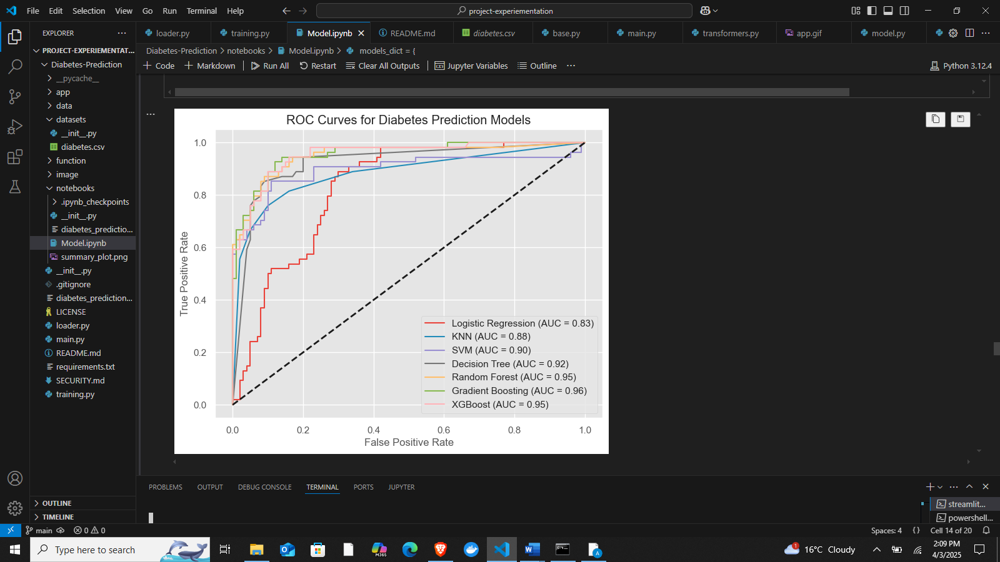 File Edit Selection View Go Run Terminal Help
project-experiementation
EXPLORER
loader.py
training.py
Model.ipynb
README.md
diabetes.csv
base.py
main.py
transformers.py
app.gif
model.py
Diabetes-Prediction > notebooks > Model.ipynb > models_dict = {
Code
Markdown
Run All
Restart
Clear All Outputs
Jupyter Variables
Outline
Python 3.12.4
PROJECT-EXPERIEMENTAT...
Diabetes-Prediction
__pycache__
app
data
datasets
__init__.py
diabetes.csv
function
image
notebooks
.ipynb_checkpoints
__init__.py
diabetes_predictio...
Model.ipynb
summary_plot.png
__init__.py
.gitignore
diabetes_prediction...
LICENSE
loader.py
main.py
README.md
requirements.txt
SECURITY.md
training.py
OUTLINE
TIMELINE
ROC Curves for Diabetes Prediction Models
1.0
0.8
0.6
0.4
0.2
0.0
True Positive Rate
Logistic Regression (AUC = 0.83)
KNN (AUC = 0.88)
SVM (AUC = 0.90)
Decision Tree (AUC = 0.92)
Random Forest (AUC = 0.95)
Gradient Boosting (AUC = 0.96)
XGBoost (AUC = 0.95)
0.0 0.2 0.4 0.6 0.8 1.0
False Positive Rate
PROBLEMS OUTPUT DEBUG CONSOLE TERMINAL PORTS JUPYTER
streamlit...
powershell...
main
0 0
Spaces: 4
Cell 14 of 20
Type here to search
M365
A
1
16°C Cloudy
2:09 PM
4/3/2025